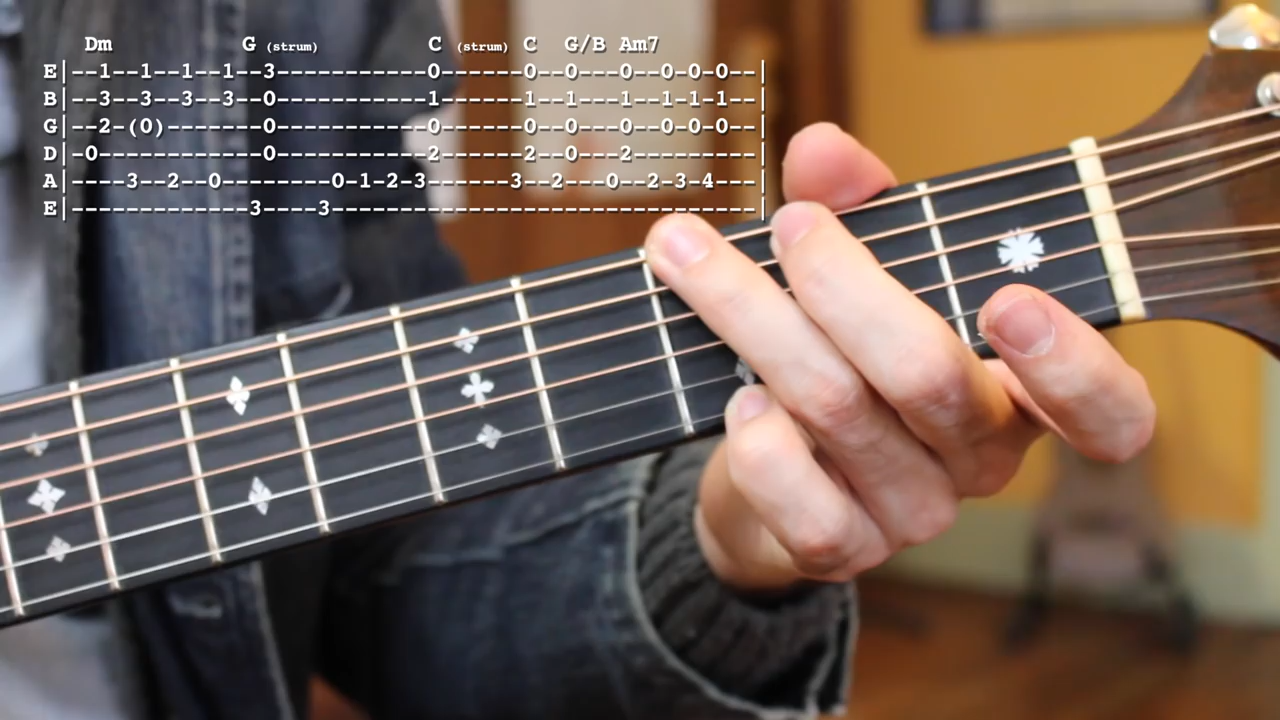 Dm G (strum) C (strum) C G/B Am7
E|--1--1--1--1--3-----------0------0--0---0--0-0-0--|
B|--3--3--3--3--0-----------1------1--1---1--1-1-1--|
G|--2-(0)-------0-----------0------0--0---0--0-0-0--|
D|-0------------0-----------2------2--0---2---------|
A|----3--2--0--------0-1-2-3------3--2---0--2-3-4---|
E|-------------3----3-------------------------------|